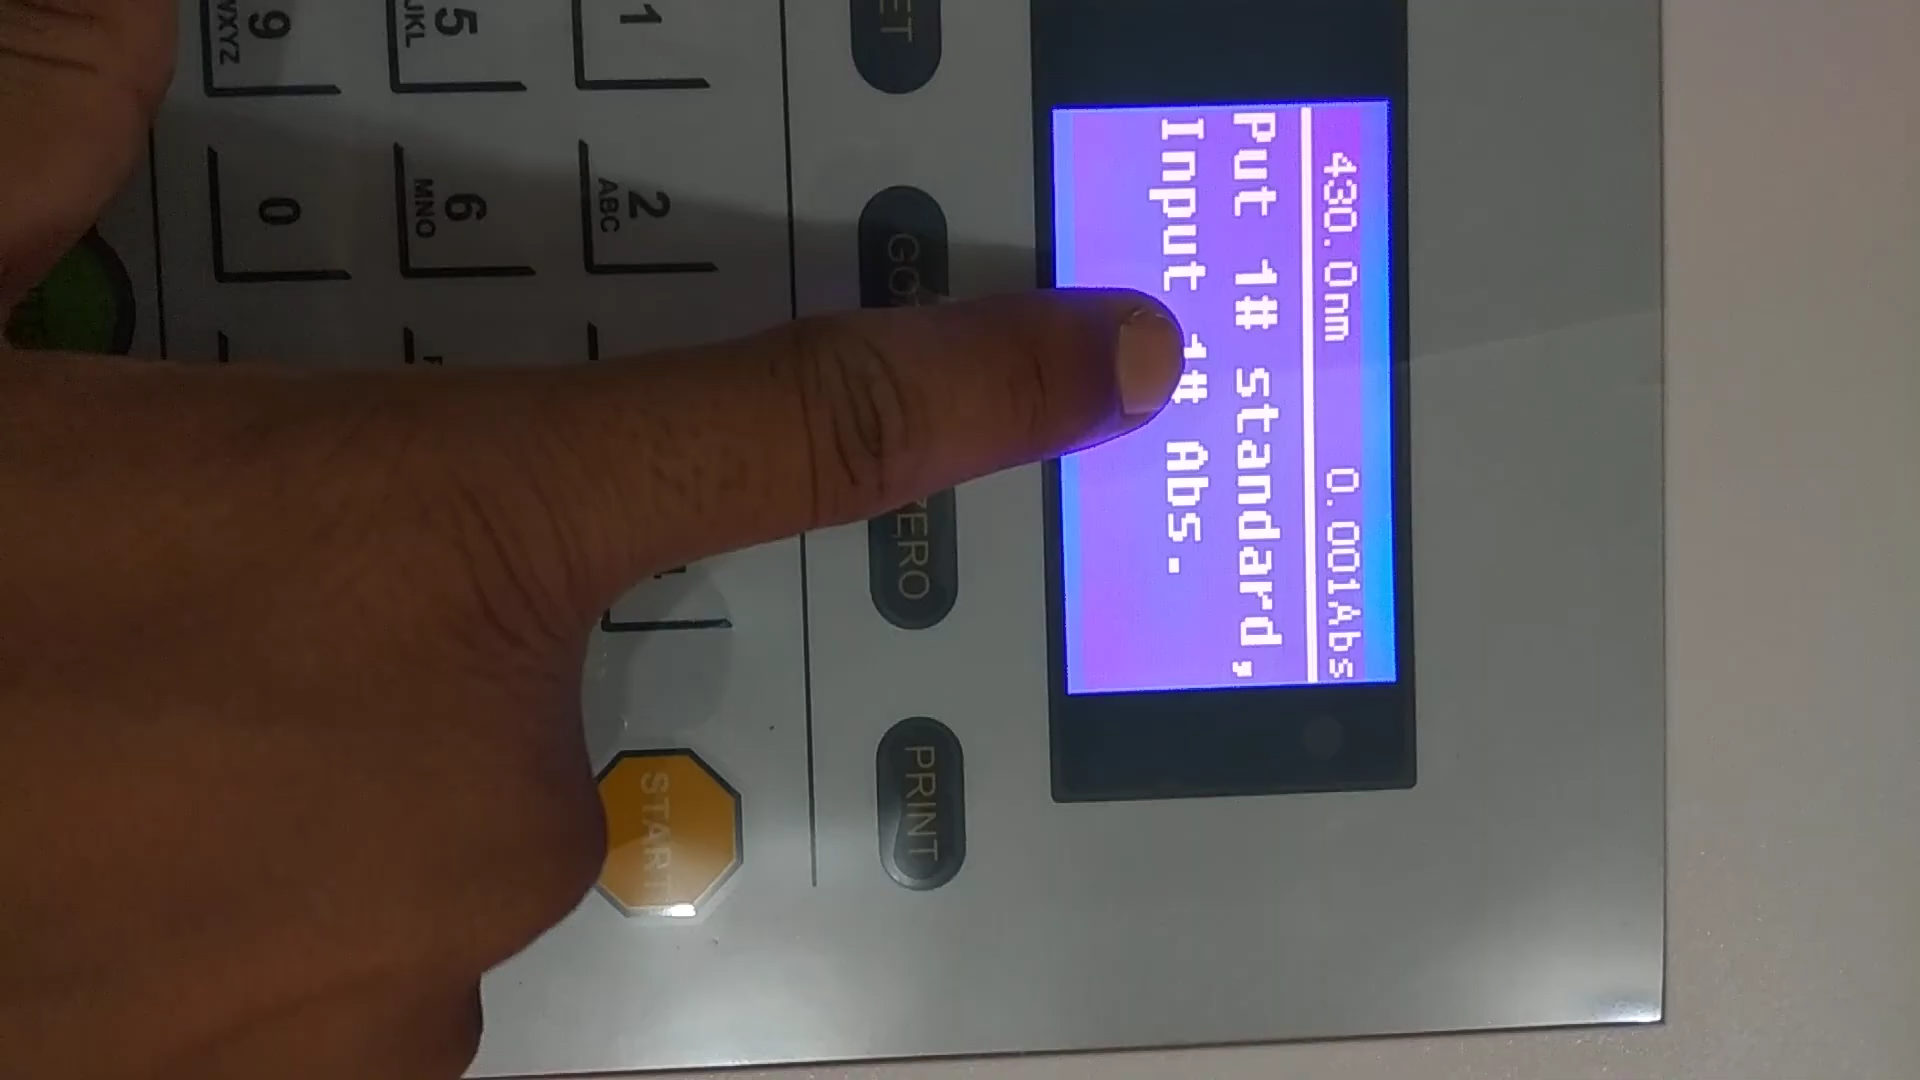 430.0nm 0.001Abs
Put 1# standard,
Input 1# Abs.
ET
ZERO
PRINT
1
2
ABC
5
JKL
6
MNO
9
WXYZ
0
START